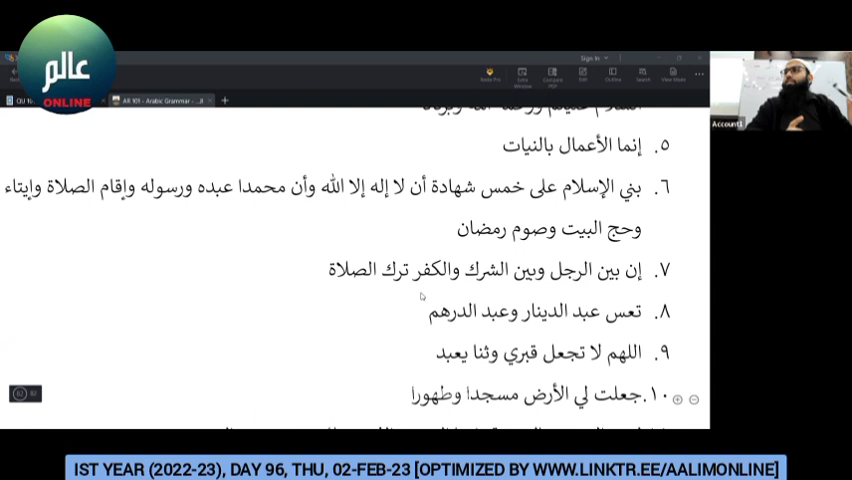 عالم
ONLINE
Sign In
AR 101 - Arabic Grammar - ...
Account1
٥. إنما الأعمال بالنيات
٦. بني الإسلام على خمس شهادة أن لا إله إلا الله وأن محمدا عبده ورسوله وإقام الصلاة وإيتاء
وحج البيت وصوم رمضان
٧. إن بين الرجل وبين الشرك والكفر ترك الصلاة
٨. تعس عبد الدينار وعبد الدرهم
٩. اللهم لا تجعل قبري وثنا يعبد
١٠.جعلت لي الأرض مسجدا وطهورا
IST YEAR (2022-23), DAY 96, THU, 02-FEB-23 [OPTIMIZED BY WWW.LINKTR.EE/AALIMONLINE]